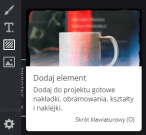 T.
Dodaj element
Dodaj do projektu gotowe
nakładki, obramowania, kształty
i naklejki.
Skrót klawiaturowy (O)